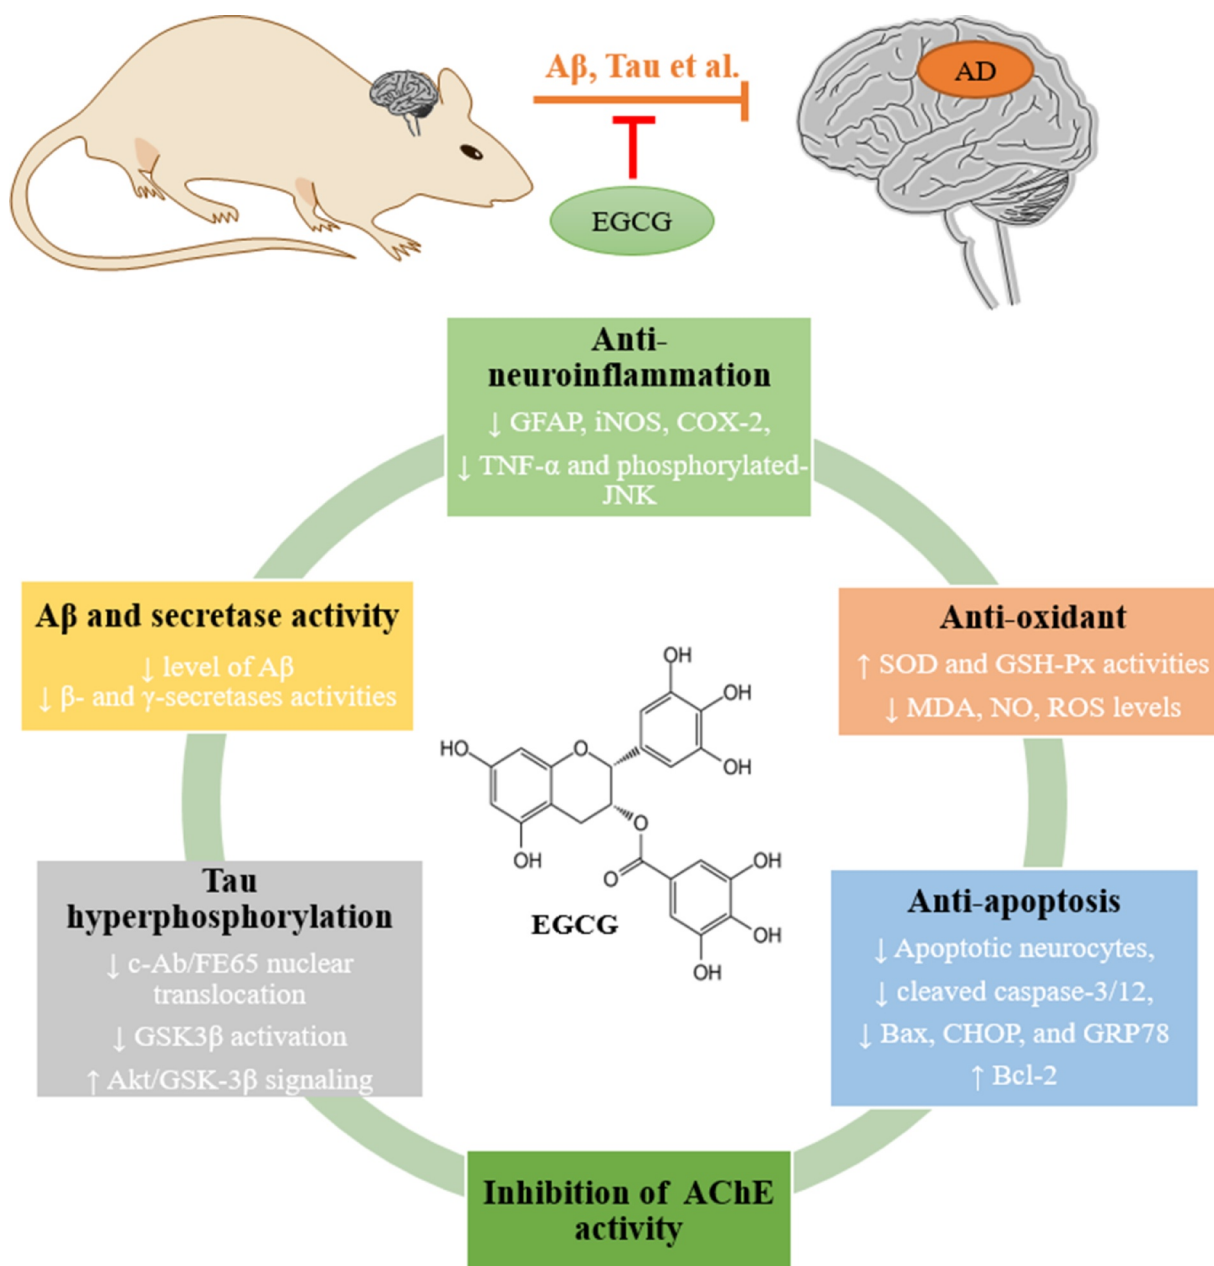 Aβ, Tau et al.
AD
EGCG
Anti-
neuroinflammation
↓ GFAP, iNOS, COX-2,
↓ TNF-α and phosphorylated-
JNK
Aβ and secretase activity
↓ level of Aβ
↓ β- and γ-secretases activities
Anti-oxidant
↑ SOD and GSH-Px activities
↓ MDA, NO, ROS levels
OH
OH
OH
HO
O
OH
O
O
OH
OH
OH
EGCG
Tau
hyperphosphorylation
↓ c-Ab/FE65 nuclear
translocation
↓ GSK3β activation
↑ Akt/GSK-3β signaling
Anti-apoptosis
↓ Apoptotic neurocytes,
↓ cleaved caspase-3/12,
↓ Bax, CHOP, and GRP78
↑ Bcl-2
Inhibition of AChE
activity